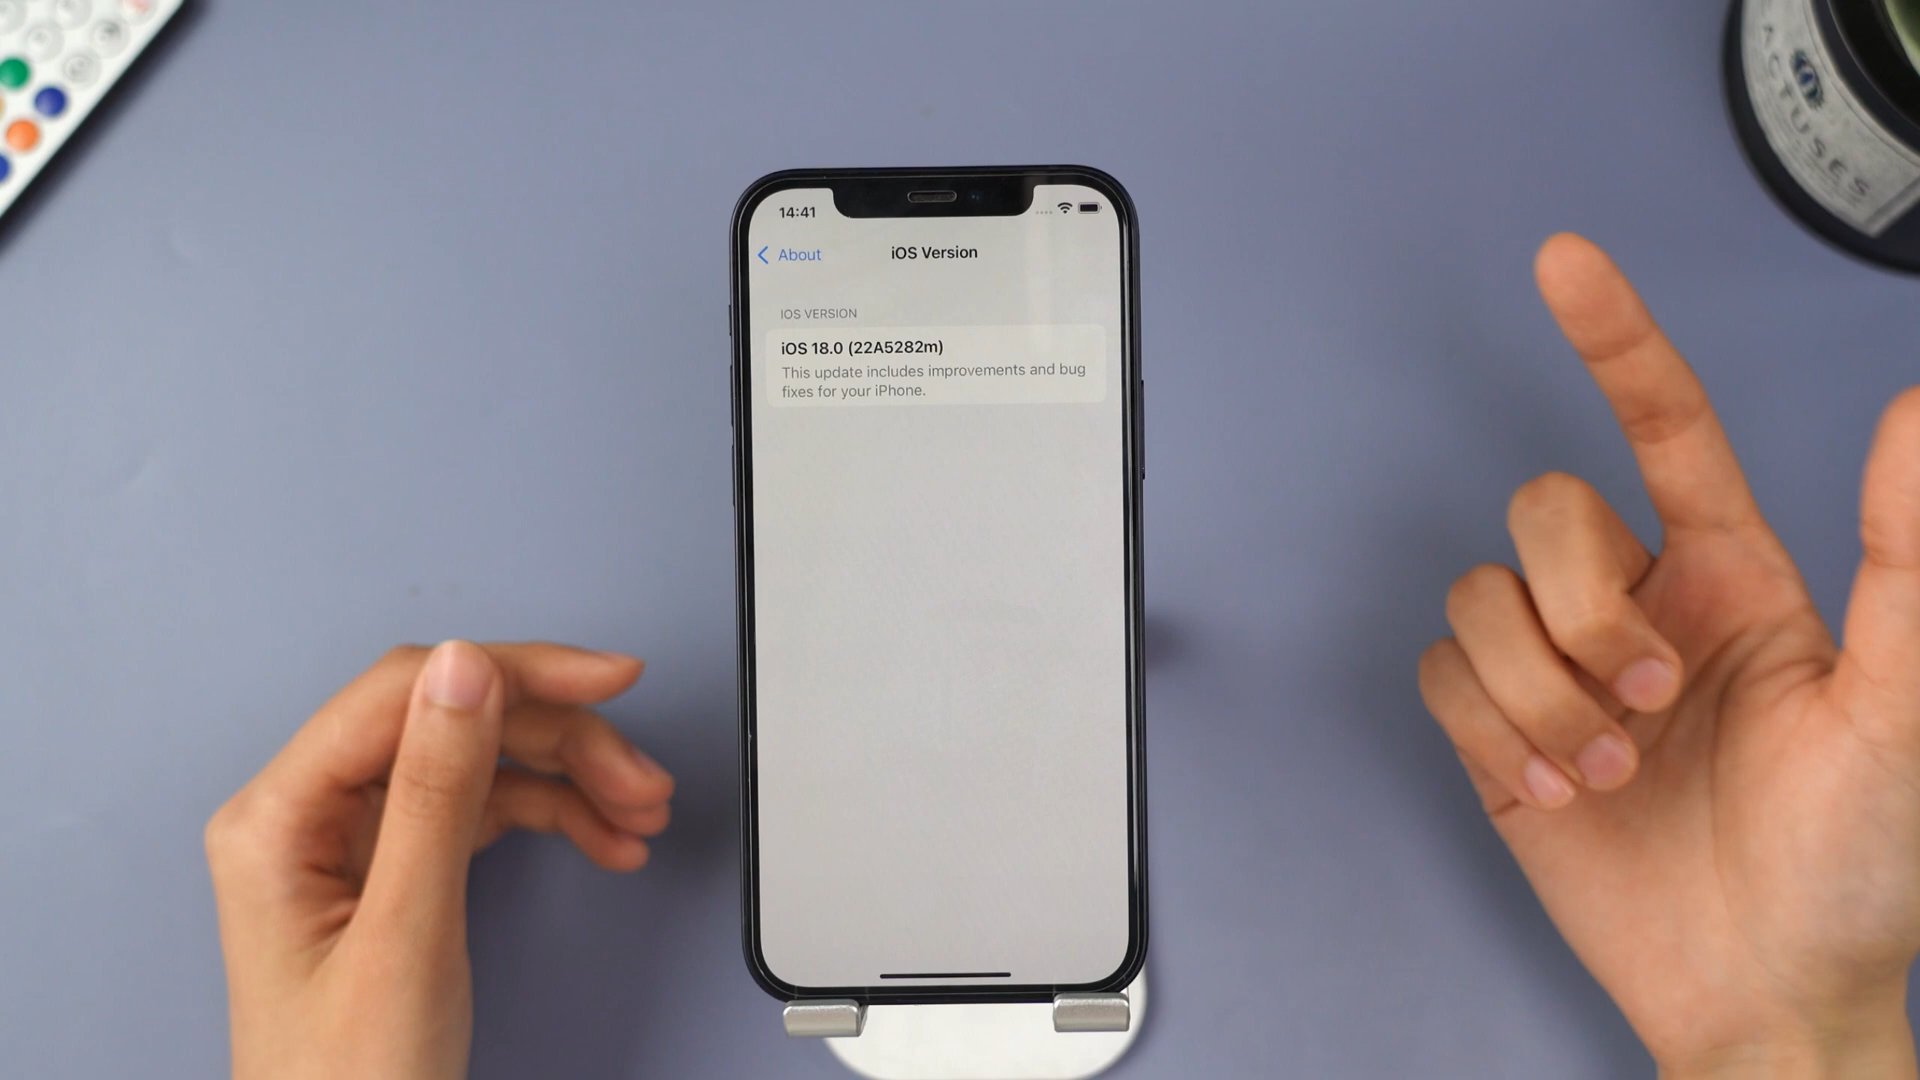 14:41
About
iOS Version
IOS VERSION
iOS 18.0 (22A5282m)
This update includes improvements and bug
fixes for your iPhone.
ACTUSES